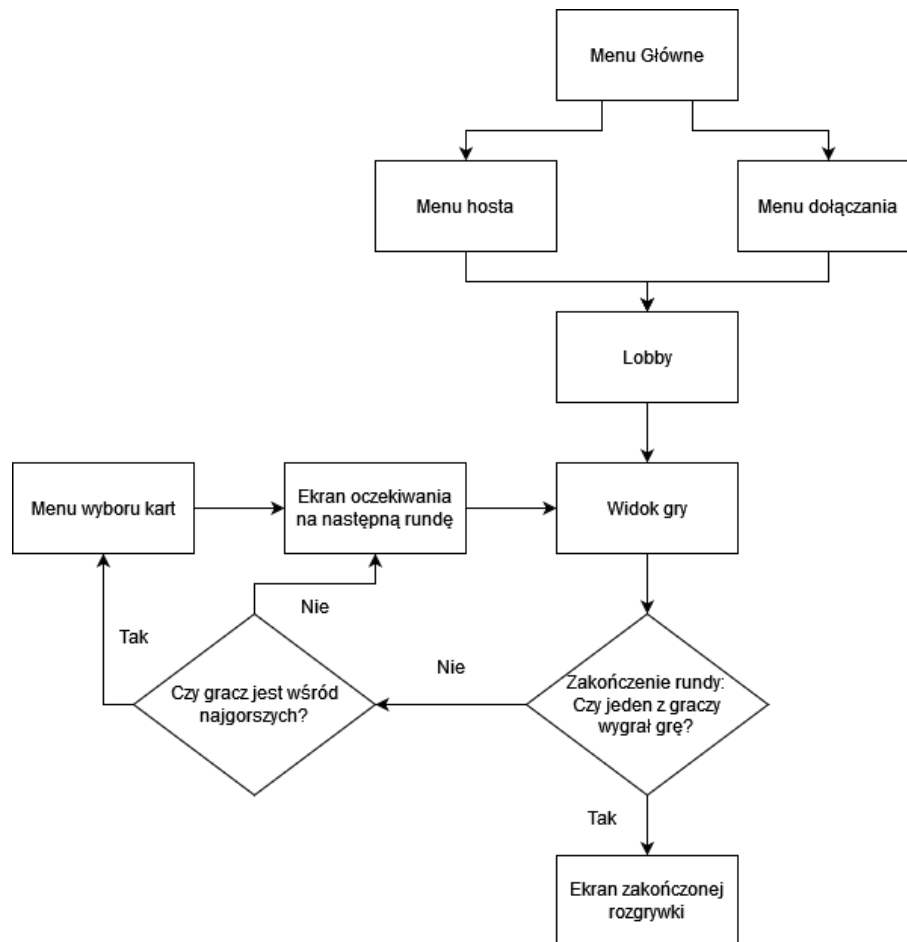 Menu Główne
Menu hosta
Menu dołączania
Lobby
Menu wyboru kart
Ekran oczekiwania
na następną rundę
Widok gry
Tak
Nie
Czy gracz jest wśród
najgorszych?
Nie
Zakończenie rundy:
Czy jeden z graczy
wygrał grę?
Tak
Ekran zakończonej
rozgrywki